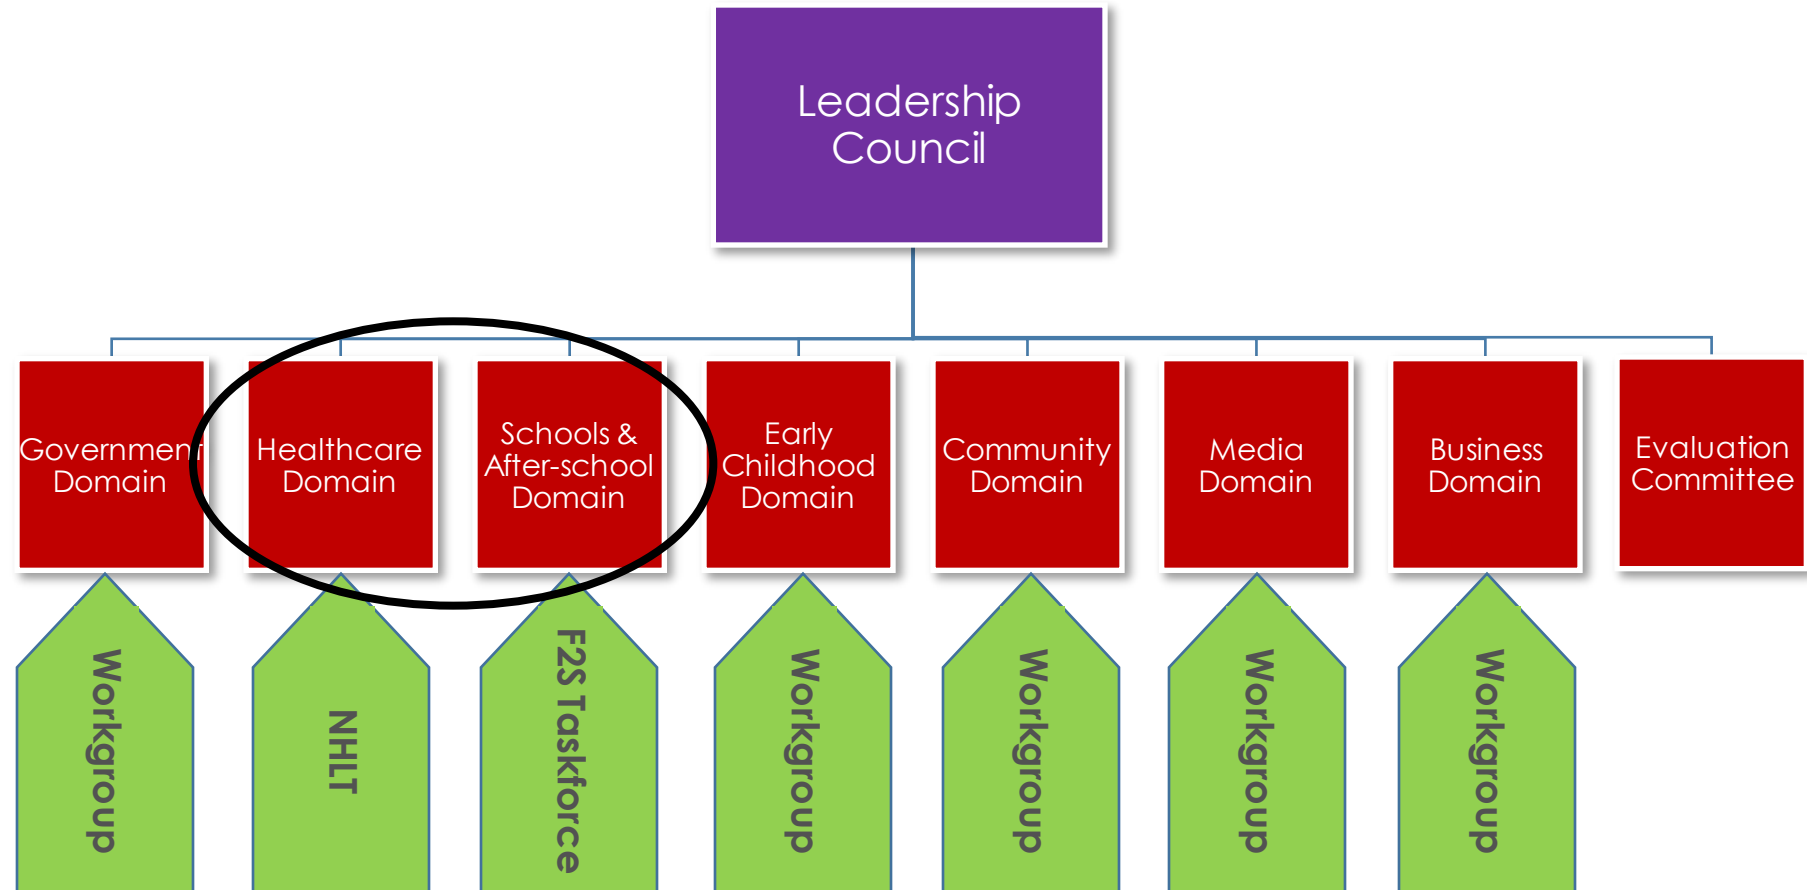 Leadership
Council
Government
Domain
Healthcare
Domain
Schools &
After-school
Domain
Early
Childhood
Domain
Community
Domain
Media
Domain
Business
Domain
Evaluation
Committee
Workgroup
NHLT
F2S Taskforce
Workgroup
Workgroup
Workgroup
Workgroup